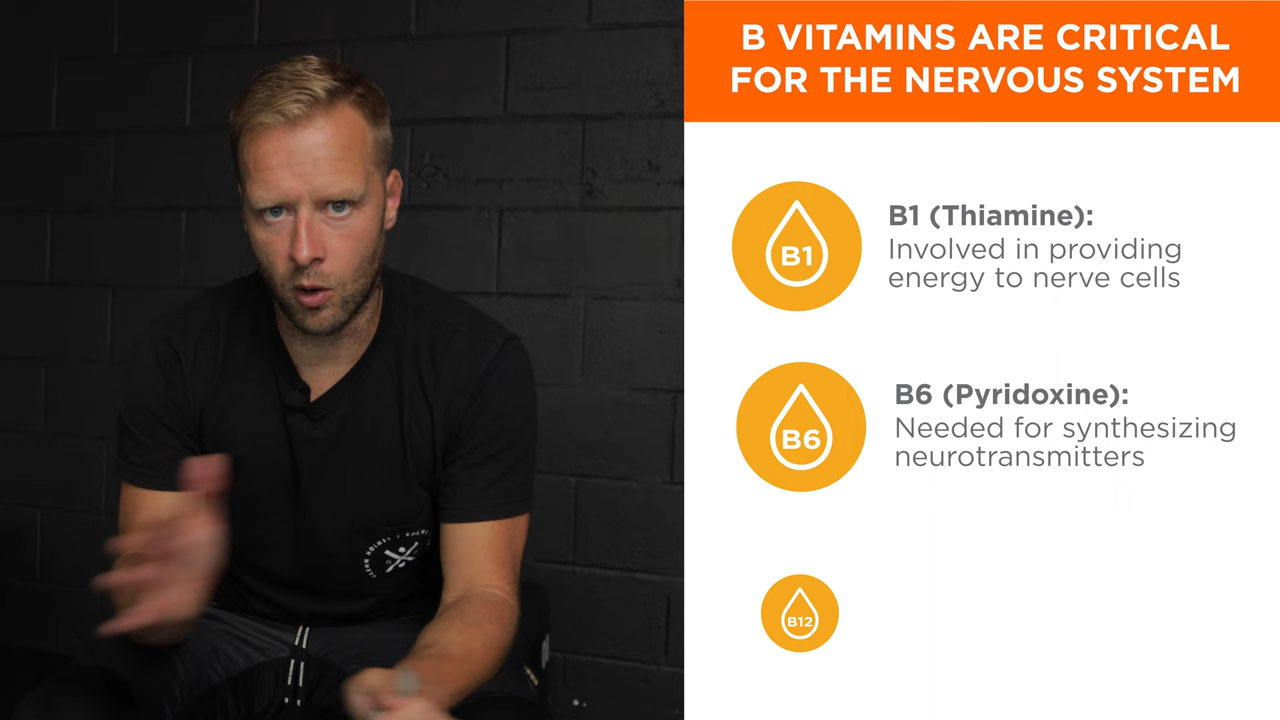 B VITAMINS ARE CRITICAL
FOR THE NERVOUS SYSTEM
B1
B1 (Thiamine):
Involved in providing
energy to nerve cells
B6
B6 (Pyridoxine):
Needed for synthesizing
neurotransmitters
B12